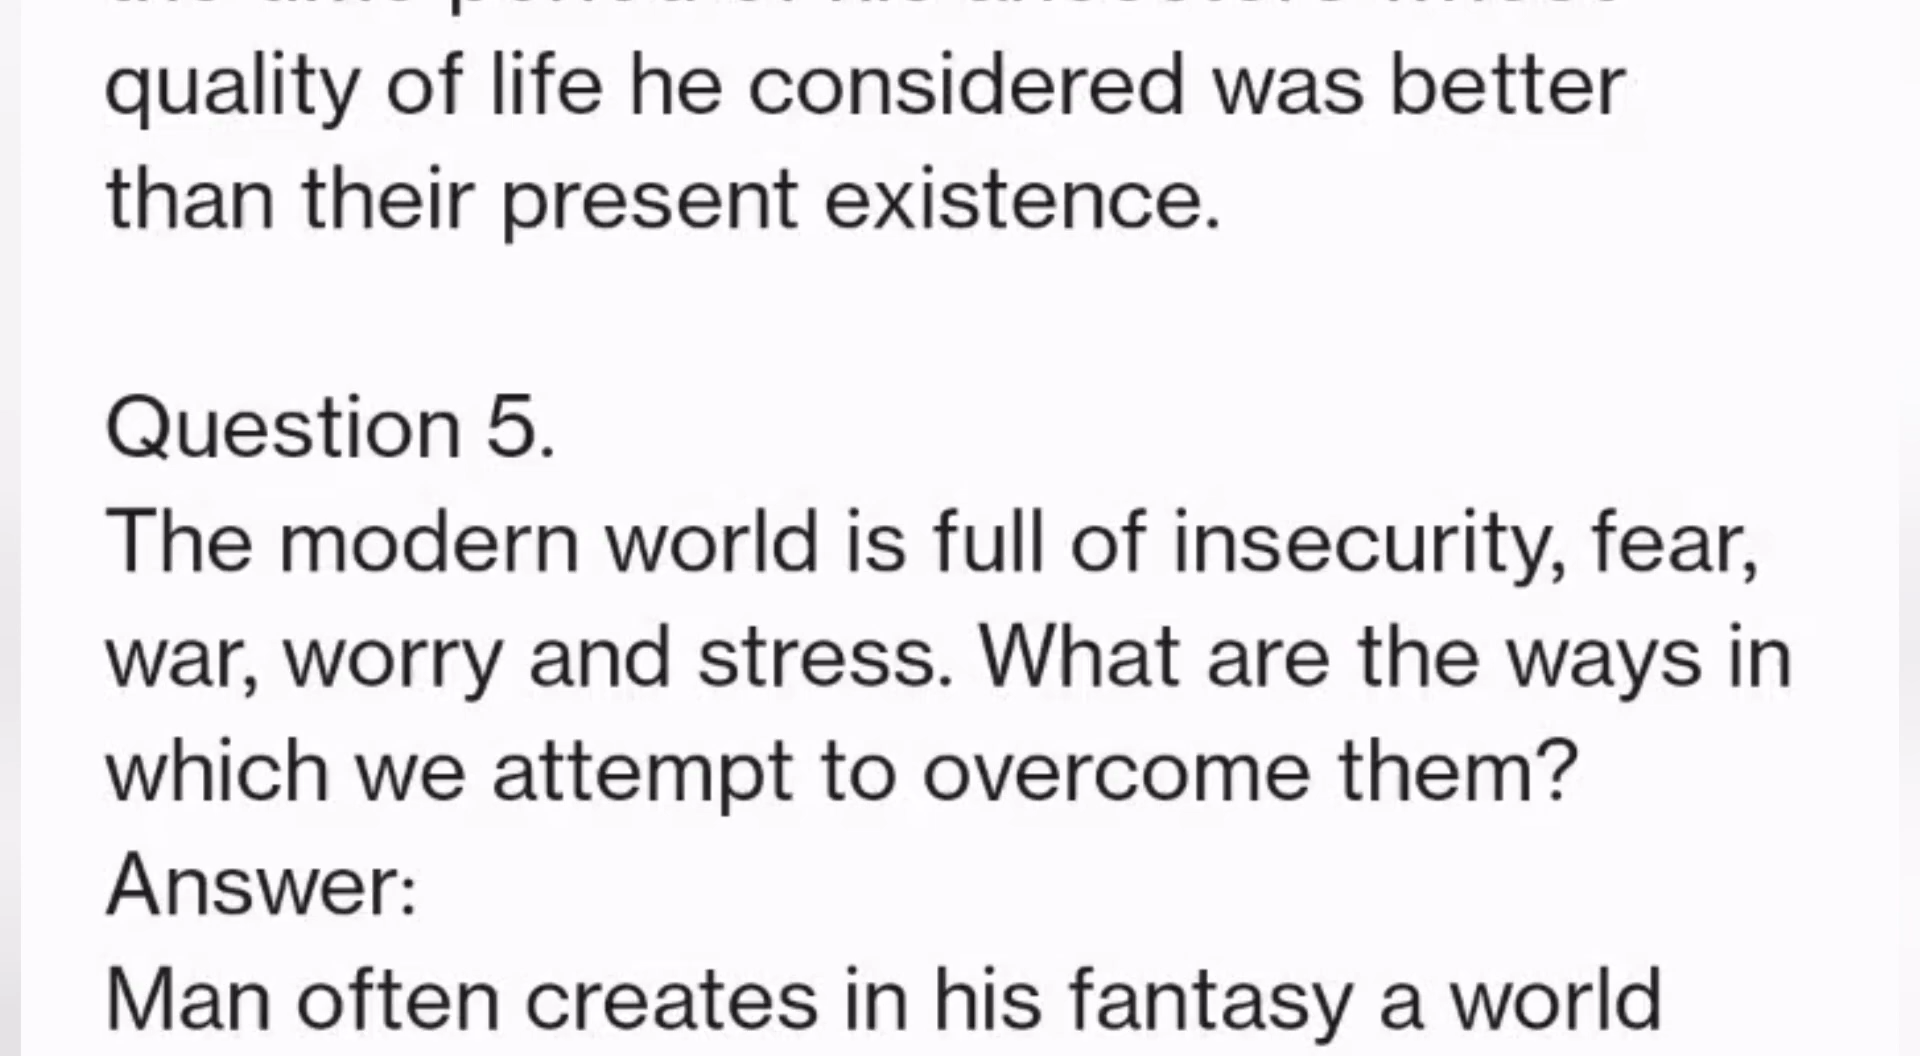 quality of life he considered was better
than their present existence.
Question 5.
The modern world is full of insecurity, fear,
war, worry and stress. What are the ways in
which we attempt to overcome them?
Answer:
Man often creates in his fantasy a world